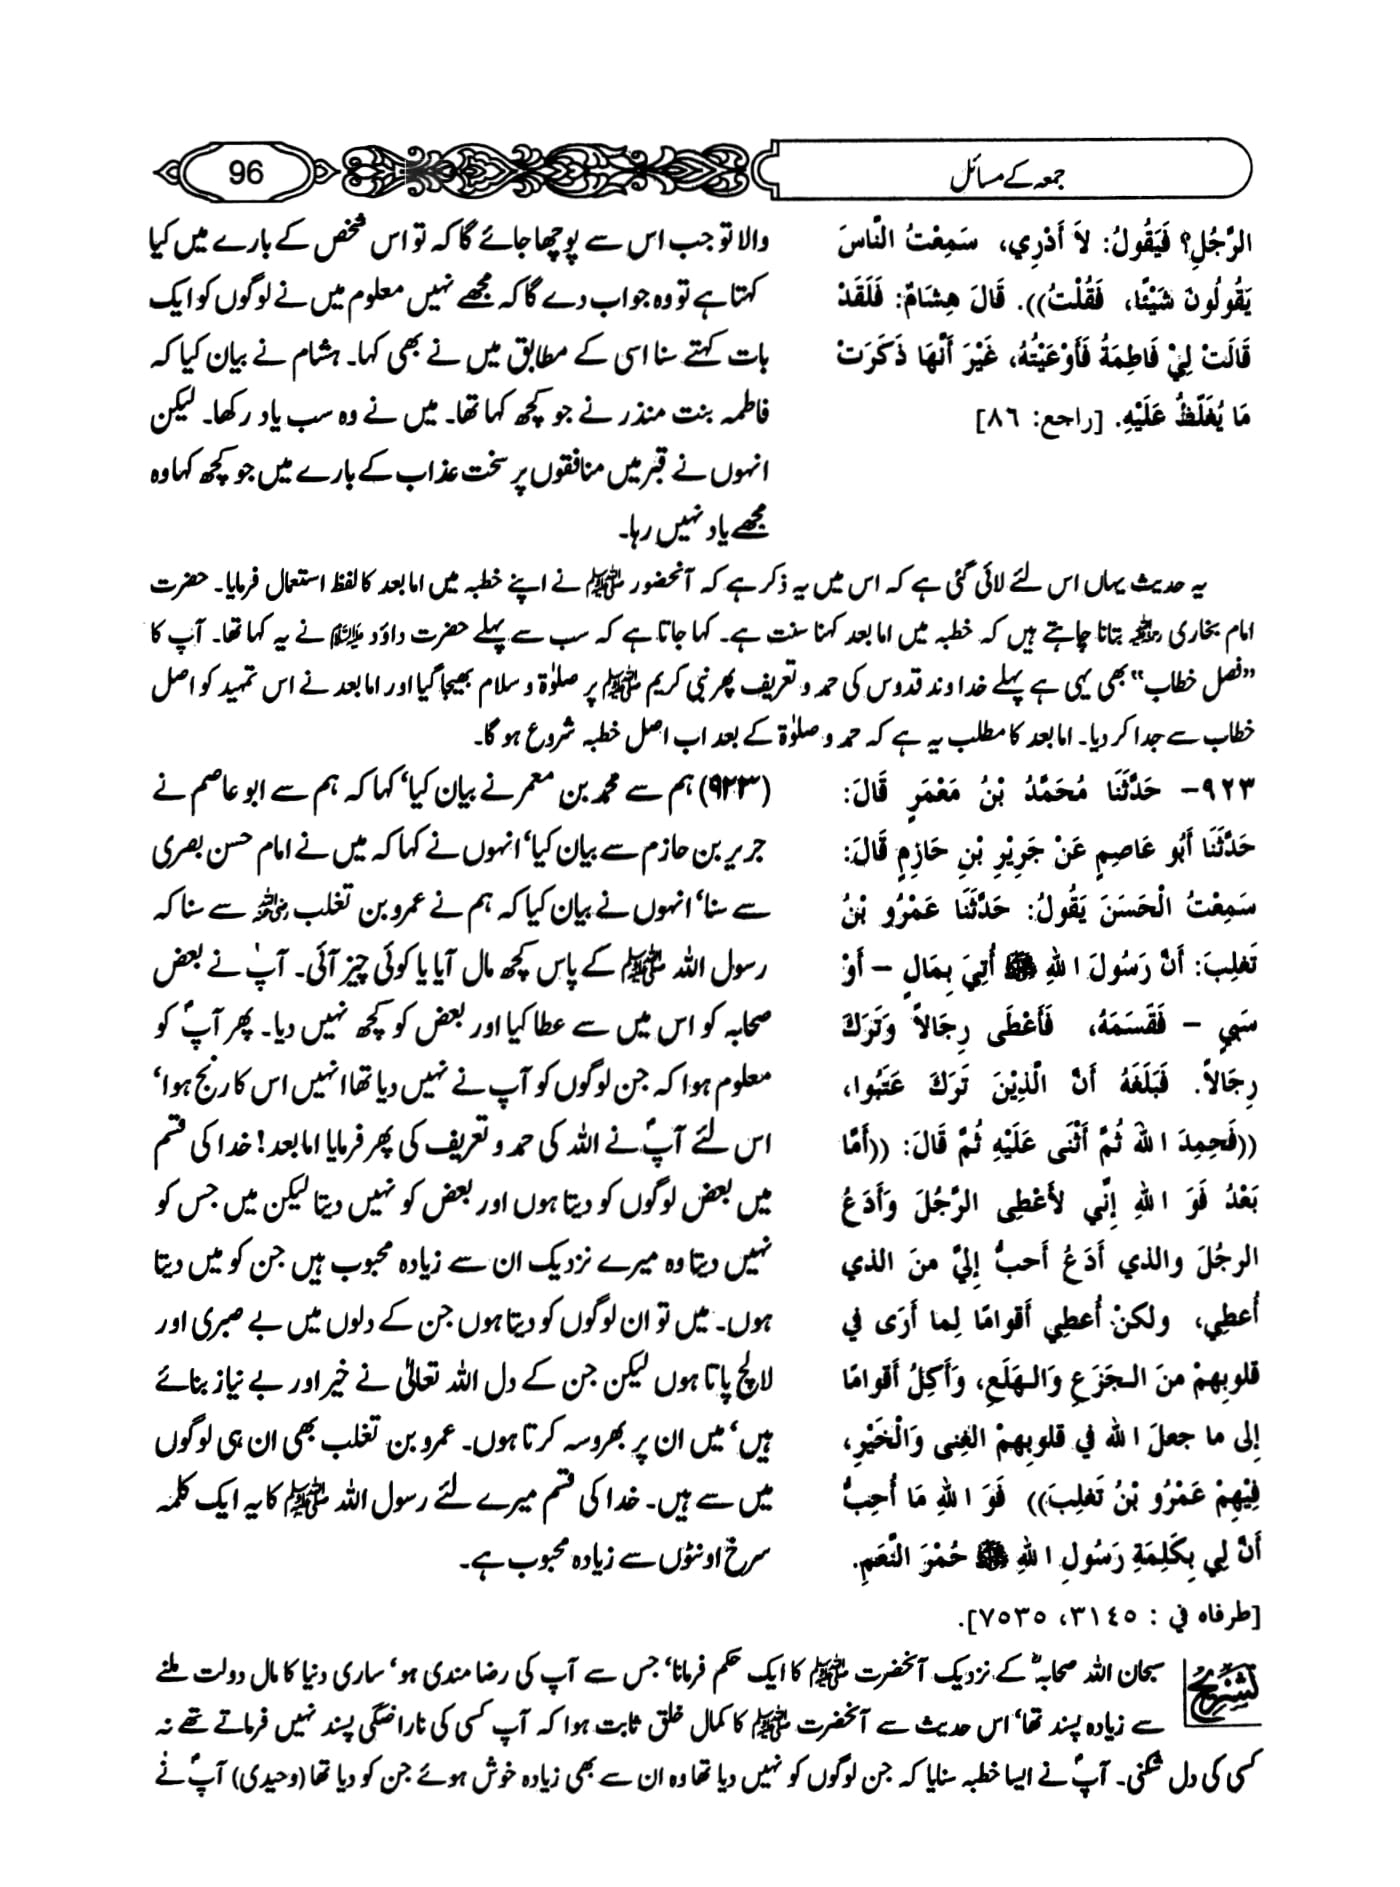 جمعہ کے مسائل
96
الرَّجُلِ؟ فَيَقُولُ: لاَ أَدْرِي، سَمِعْتُ النَّاسَ
يَقُولُونَ شَيْئًا، فَقُلْتُ)). قَالَ هِشَامٌ: فَلَقَدْ
قَالَتْ لِيْ فَاطِمَةُ فَأَوْعَيْتُهُ، غَيْرَ أَنَّهَا ذَكَرَتْ
مَا يُغَلَّظُ عَلَيْهِ. [راجع: ٨٦]
والا تو جب اس سے پوچھا جائے گا کہ تو اس شخص کے بارے میں کیا
کہتا ہے تو وہ جواب دے گا کہ مجھے نہیں معلوم میں نے لوگوں کو ایک
بات کہتے سنا اسی کے مطابق میں نے بھی کہا۔ ہشام نے بیان کیا کہ
فاطمہ بنت منذر نے جو کچھ کہا تھا۔ میں نے وہ سب یاد رکھا۔ لیکن
انہوں نے قبر میں منافقوں پر سخت عذاب کے بارے میں جو کچھ کہا وہ
مجھے یاد نہیں رہا۔
یہ حدیث یہاں اس لئے لائی گئی ہے کہ اس میں یہ ذکر ہے کہ آنحضور ﷺ نے اپنے خطبہ میں امابعد کا لفظ استعمال فرمایا۔ حضرت
امام بخاری رحمۃ اللہ علیہ بتانا چاہتے ہیں کہ خطبہ میں امابعد کہنا سنت ہے۔ کہا جاتا ہے کہ سب سے پہلے حضرت داؤد علیہ السلام نے یہ کہا تھا۔ آپ کا
”فصل خطاب“ بھی یہی ہے پہلے خداوند قدوس کی حمد و تعریف پھر نبی کریم ﷺ پر صلوٰۃ و سلام بھیجا گیا اور امابعد نے اس تمہید کو اصل
خطاب سے جدا کر دیا۔ امابعد کا مطلب یہ ہے کہ حمد و صلوٰۃ کے بعد اب اصل خطبہ شروع ہو گا۔
٩٢٣- حَدَّثَنَا مُحَمَّدُ بْنُ مَعْمَرٍ قَالَ:
حَدَّثَنَا أَبُو عَاصِمٍ عَنْ جَرِيْرِ بْنِ حَازِمٍ قَالَ:
سَمِعْتُ الْحَسَنَ يَقُولُ: حَدَّثَنَا عَمْرُو بْنُ
تَغلِبَ: أَنَّ رَسُولَ اللهِ ﷺ أُتِيَ بِمَالٍ – أَوْ
سَبيٍ – فَقَسَمَهُ، فَأَعْطَى رِجَالاً وَتَرَكَ
رِجَالاً. فَبَلَغَهُ أَنَّ الَّذِيْنَ تَرَكَ عَتَبُوا،
((فَحِمِدَ اللهَ ثُمَّ أَثْنَى عَلَيْهِ ثُمَّ قَالَ: ((أَمَّا
بَعْدُ فَوَ اللهِ إِنَّي لأُعْطِى الرَّجُلَ وَأَدَعُ
الرجُلَ والذي أَدَعُ أَحبُّ إِليَّ منَ الذي
أُعطِي، ولكنْ أُعطِي أَقوامًا لِما أَرَى في
قلوبِهمْ منَ الـجَزَعِ وَالـهَلَعِ، وَأَكِلُ أَقوامًا
إِلى ما جعلَ اللهُ في قلوبِهمْ الغِنى وَالْخَيْرِ،
فِيْهِمْ عَمْرُو بْنُ تَغلِبَ)) فَوَ اللهِ مَا أُحِبُّ
أَنَّ لِي بِكَلِمَةِ رَسُولِ اللهِ ﷺ حُمْرَ النَّعَمِ.
[طرفاه في : ٣١٤٥، ٧٥٣٥].
(۹۲۳) ہم سے محمد بن معمر نے بیان کیا‘ کہا کہ ہم سے ابو عاصم نے
جریر بن حازم سے بیان کیا‘ انہوں نے کہا کہ میں نے امام حسن بصری
سے سنا‘ انہوں نے بیان کیا کہ ہم نے عمرو بن تغلب رضی اللہ عنہ سے سنا کہ
رسول اللہ ﷺ کے پاس کچھ مال آیا یا کوئی چیز آئی۔ آپؐ نے بعض
صحابہ کو اس میں سے عطا کیا اور بعض کو کچھ نہیں دیا۔ پھر آپؐ کو
معلوم ہوا کہ جن لوگوں کو آپ نے نہیں دیا تھا انہیں اس کا رنج ہوا‘
اس لئے آپؐ نے اللہ کی حمد و تعریف کی پھر فرمایا امابعد! خدا کی قسم
میں بعض لوگوں کو دیتا ہوں اور بعض کو نہیں دیتا لیکن میں جس کو
نہیں دیتا وہ میرے نزدیک ان سے زیادہ محبوب ہیں جن کو میں دیتا
ہوں۔ میں تو ان لوگوں کو دیتا ہوں جن کے دلوں میں بے صبری اور
لالچ پاتا ہوں لیکن جن کے دل اللہ تعالیٰ نے خیر اور بے نیاز بنائے
ہیں‘ میں ان پر بھروسہ کرتا ہوں۔ عمرو بن تغلب بھی ان ہی لوگوں
میں سے ہیں۔ خدا کی قسم میرے لئے رسول اللہ ﷺ کا یہ ایک کلمہ
سرخ اونٹوں سے زیادہ محبوب ہے۔
تشریح سبحان اللہ صحابہؓ کے نزدیک آنحضرت ﷺ کا ایک حکم فرمانا‘ جس سے آپ کی رضا مندی ہو‘ ساری دنیا کا مال دولت ملنے
سے زیادہ پسند تھا‘ اس حدیث سے آنحضرت ﷺ کا کمال خلق ثابت ہوا کہ آپ کسی کی ناراضگی پسند نہیں فرماتے تھے نہ
کسی کی دل شکنی۔ آپؐ نے ایسا خطبہ سنایا کہ جن لوگوں کو نہیں دیا تھا وہ ان سے بھی زیادہ خوش ہوئے جن کو دیا تھا (وحیدی) آپؐ نے